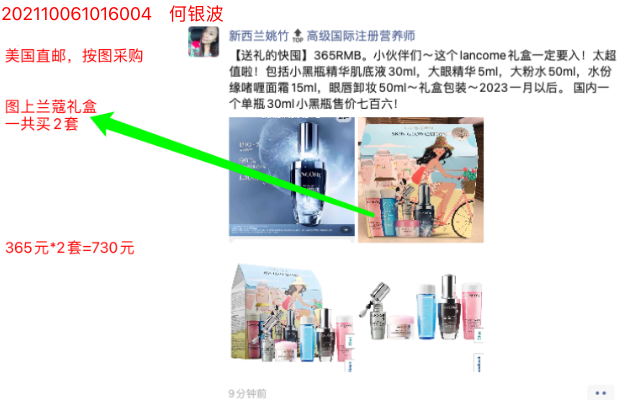 202110061016004 何银波
美国直邮，按图采购
图上兰蔻礼盒
一共买2套
365元*2套=730元
新西兰姚竹🔝高级国际注册营养师
【送礼的快囤】365RMB。小伙伴们～这个lancome礼盒一定要入！太超
值啦！包括小黑瓶精华肌底液30ml，大眼精华5ml，大粉水50ml，水份
缘啫喱面霜15ml，眼唇卸妆50ml～礼盒包装～2023一月以后。国内一
个单瓶30ml小黑瓶售价七百六！
LANCOME
9分钟前